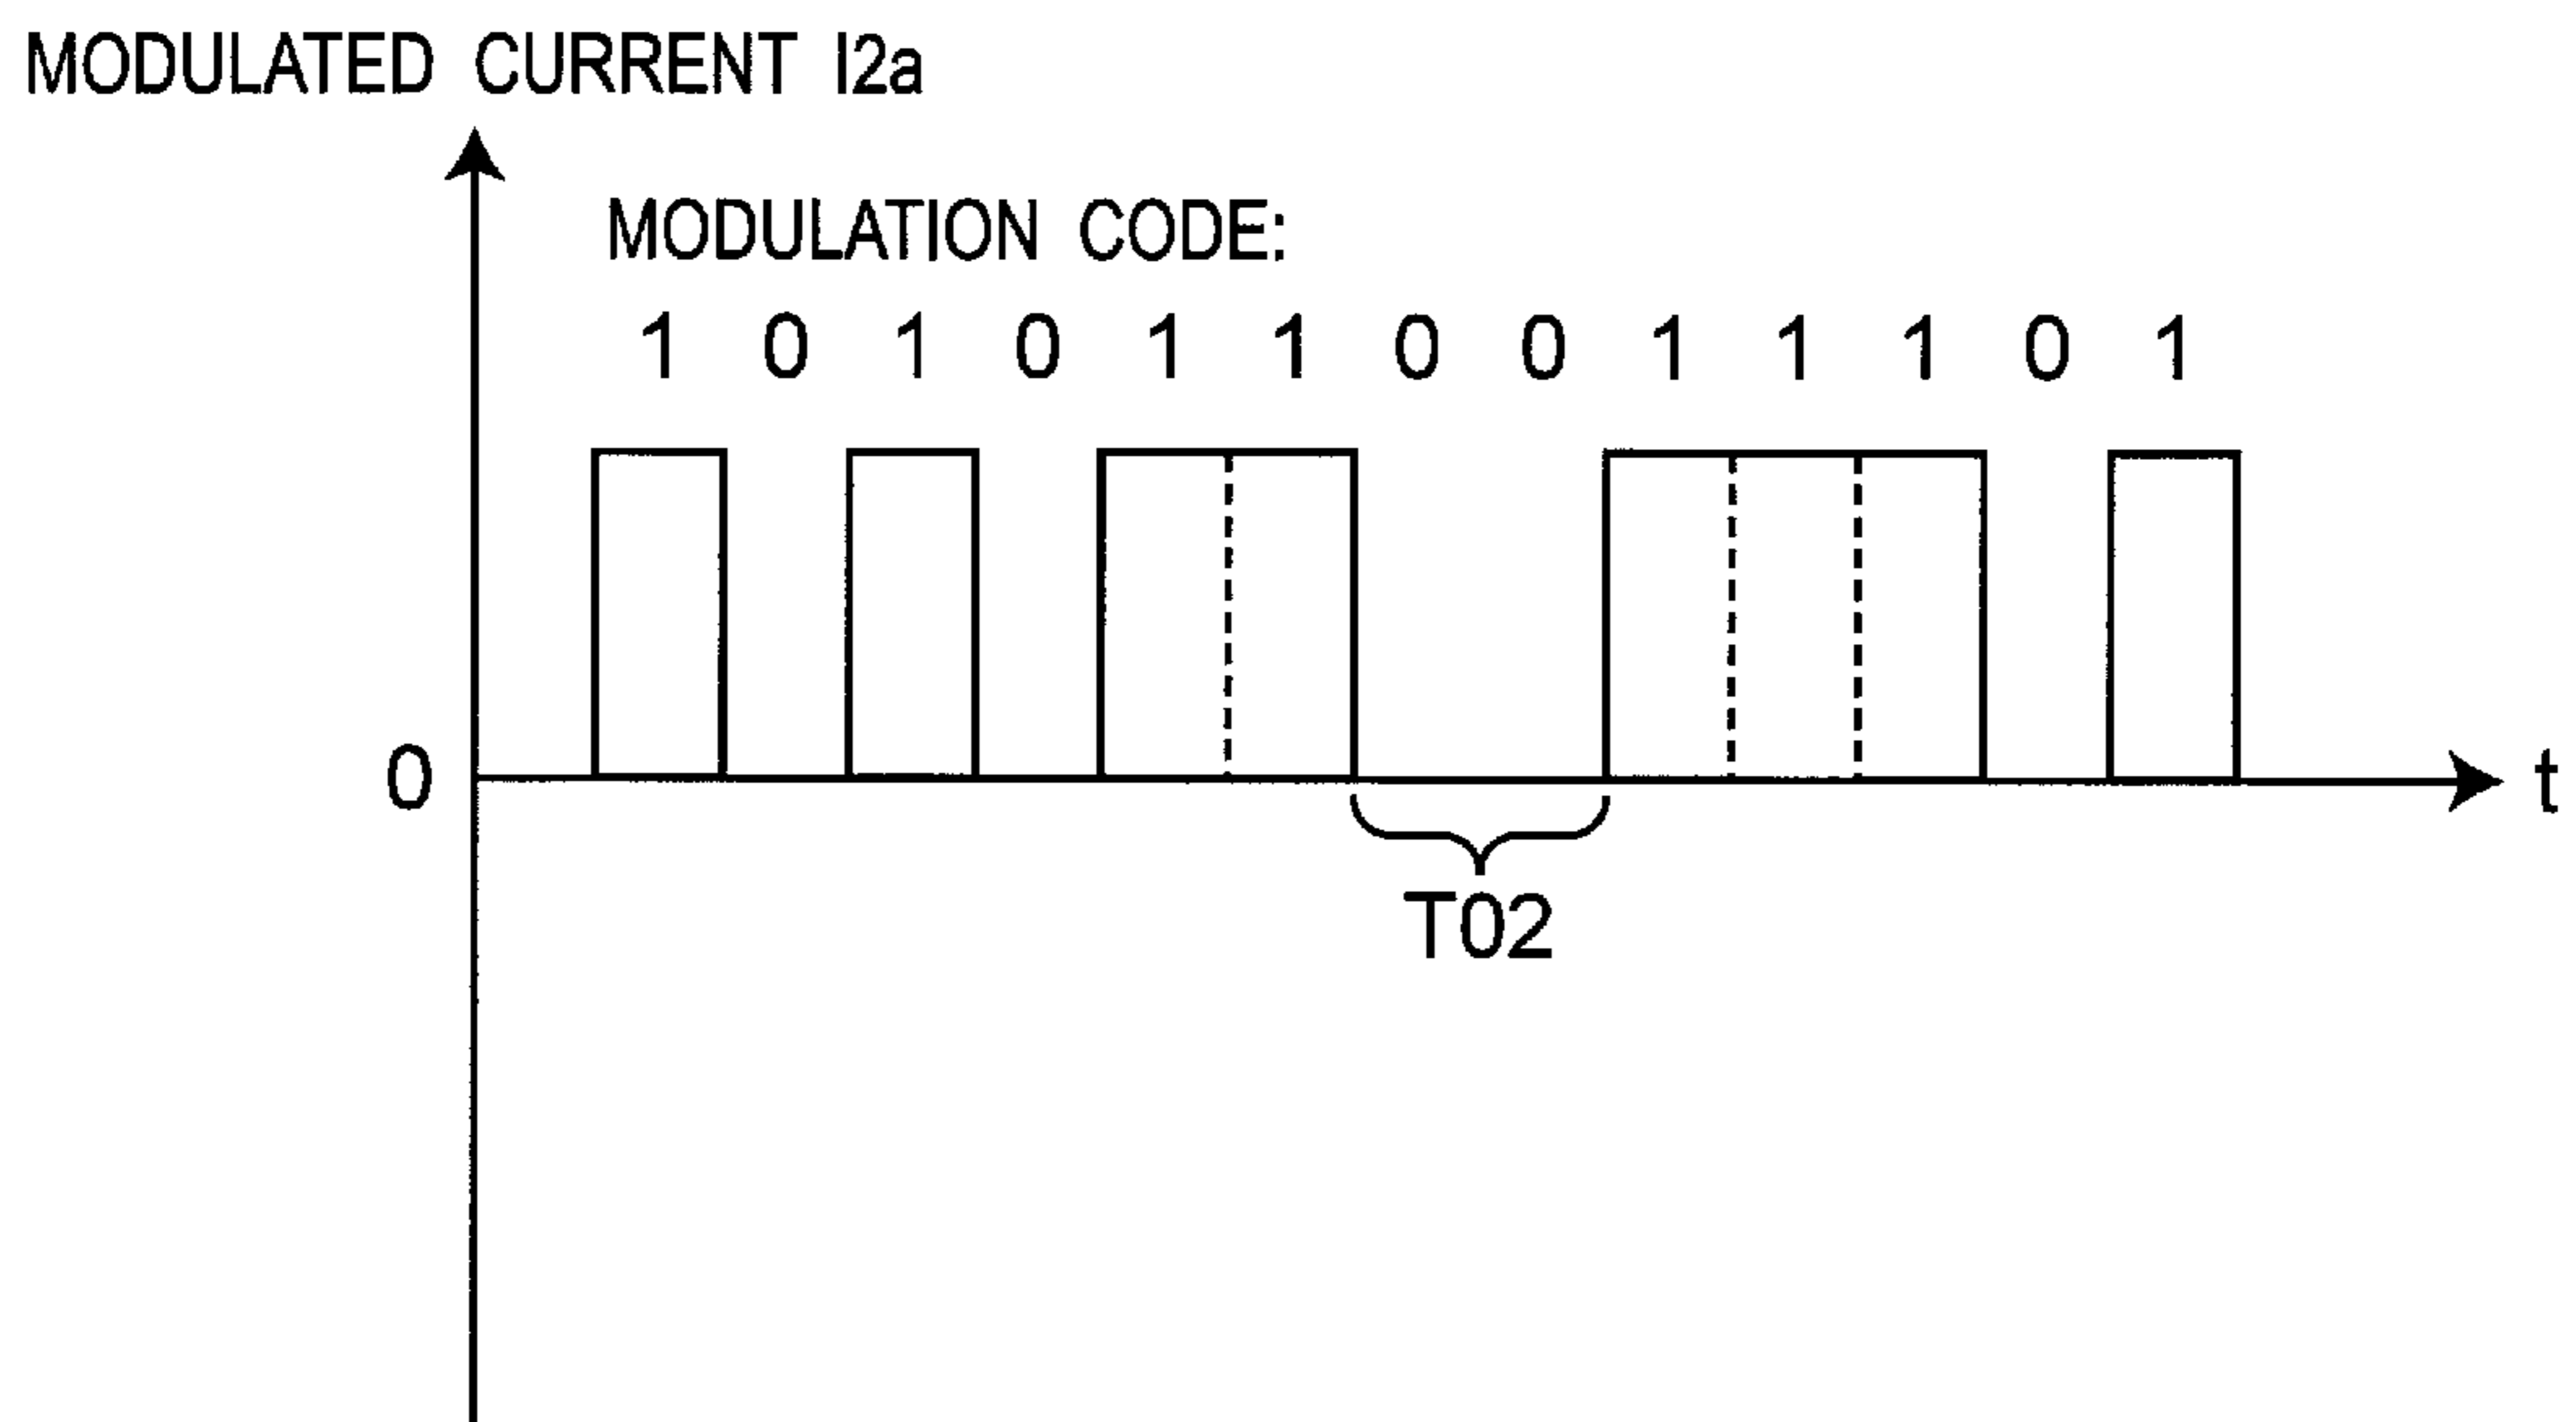 MODULATED CURRENT I2a
MODULATION CODE:
1 0 1 0 1 1 0 0 1 1 1 0 1
0
t
T02